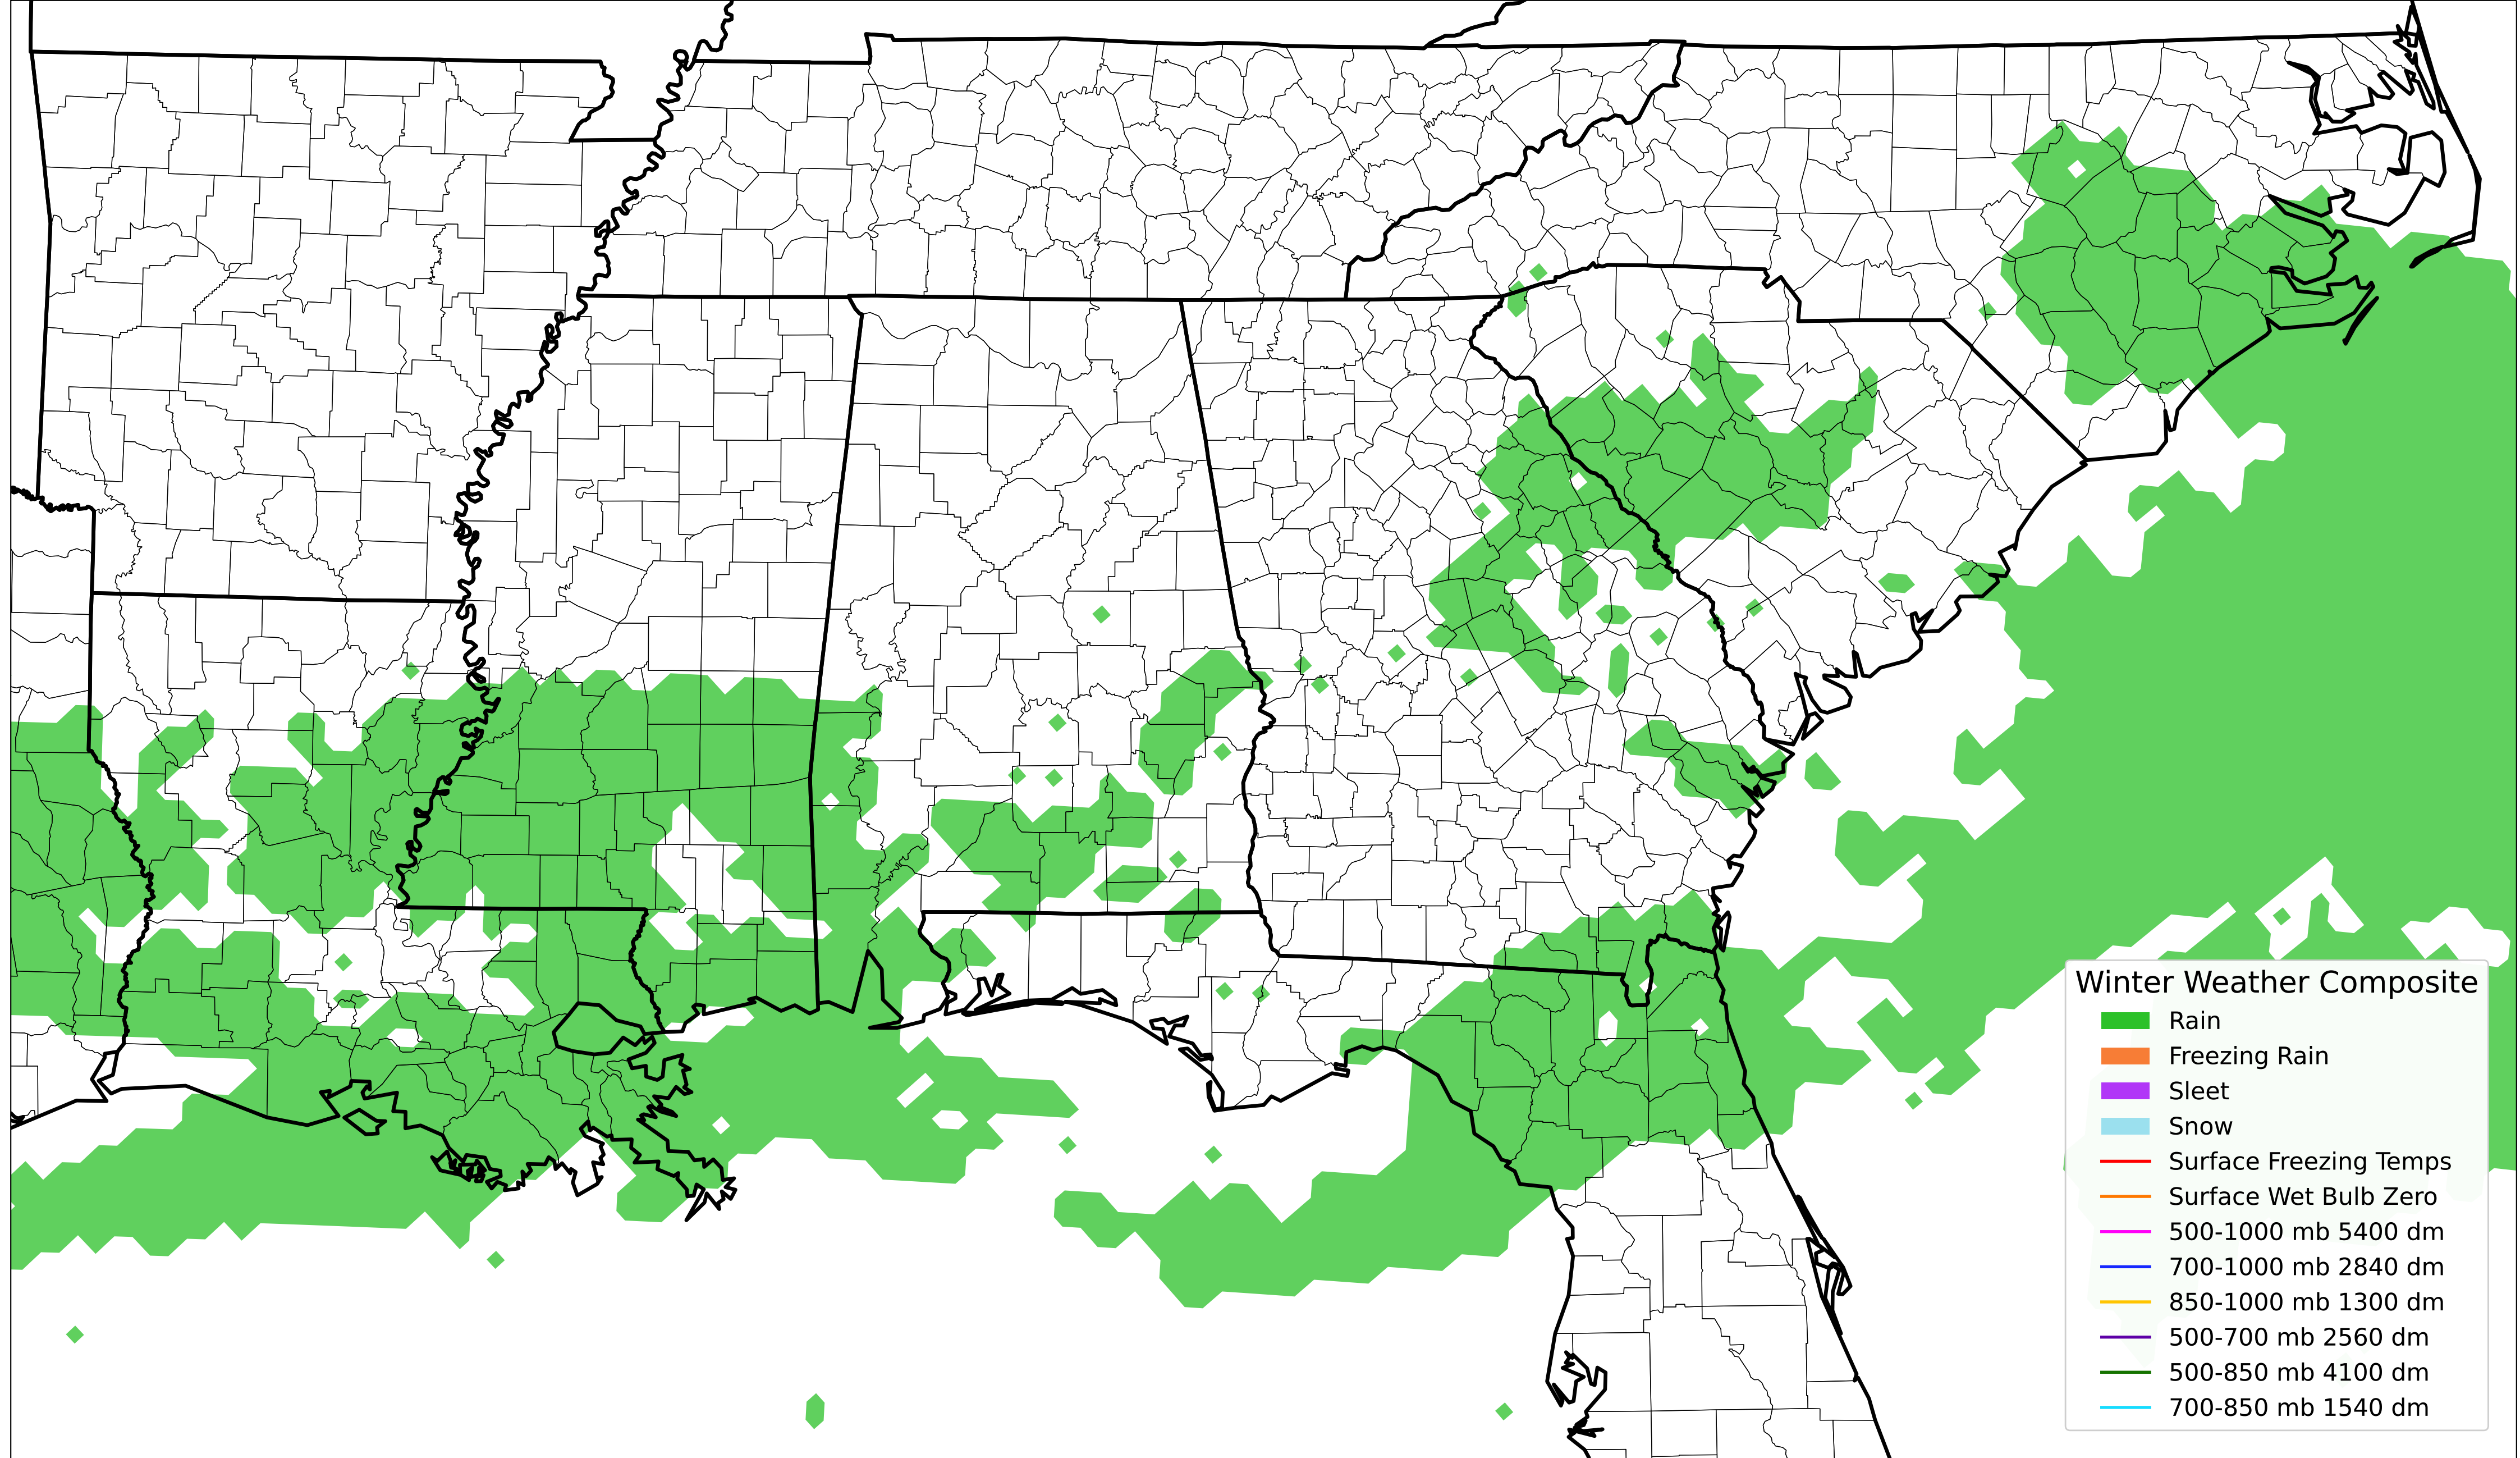 Winter Weather Composite
Rain
Freezing Rain
Sleet
Snow
Surface Freezing Temps
Surface Wet Bulb Zero
500-1000 mb 5400 dm
700-1000 mb 2840 dm
850-1000 mb 1300 dm
500-700 mb 2560 dm
500-850 mb 4100 dm
700-850 mb 1540 dm